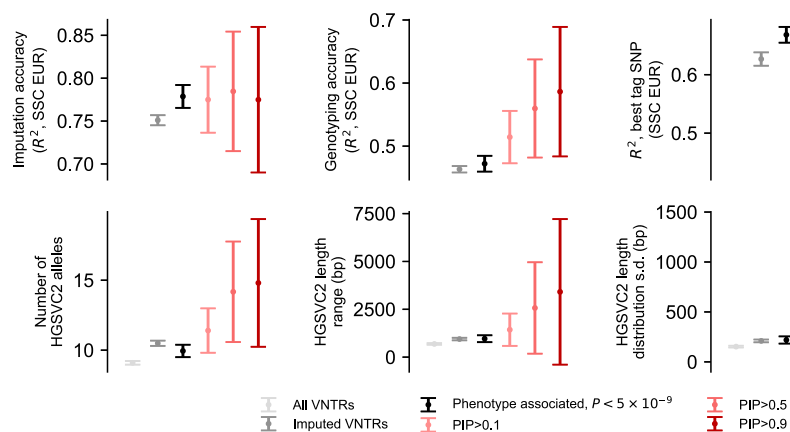 Imputation accuracy
(R², SSC EUR)
0.85
0.80
0.75
0.70
Genotyping accuracy
(R², SSC EUR)
0.7
0.6
0.5
R², best tag SNP
(SSC EUR)
0.6
0.5
Number of
HGSVC2 alleles
15
10
HGSVC2 length
range (bp)
7500
5000
2500
0
HGSVC2 length
distribution s.d. (bp)
1500
1000
500
0
All VNTRs
Imputed VNTRs
Phenotype associated, P < 5 × 10⁻⁹
PIP>0.1
PIP>0.5
PIP>0.9